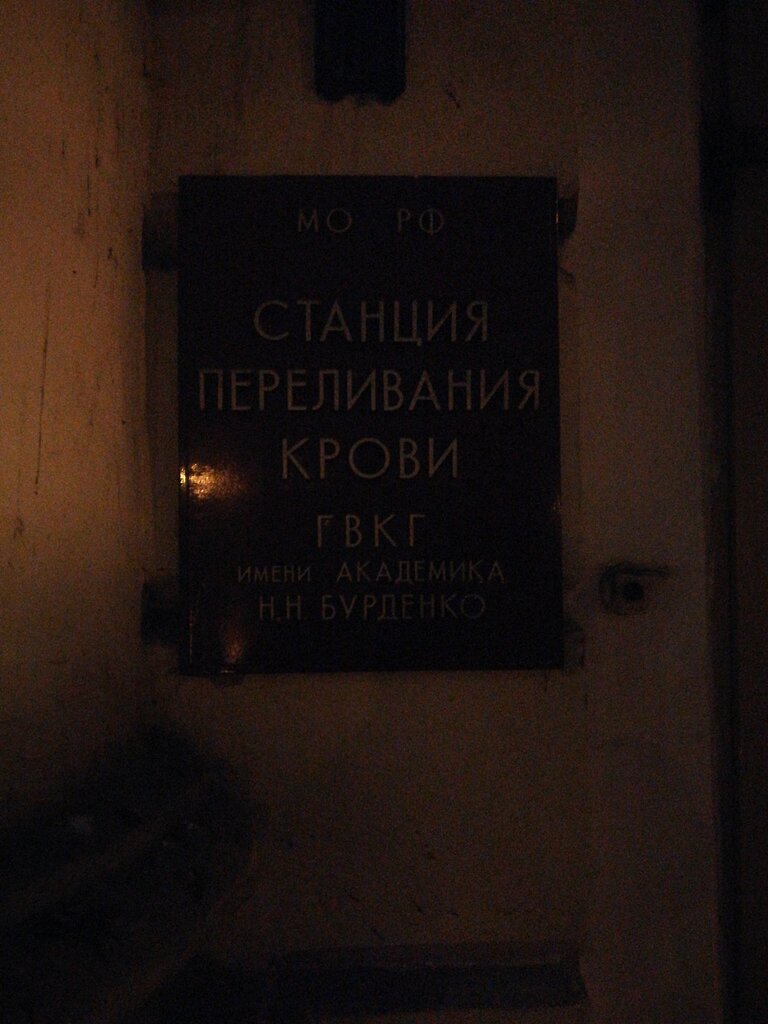 МО РФ
СТАНЦИЯ
ПЕРЕЛИВАНИЯ
КРОВИ
ГВКГ
ИМЕНИ АКАДЕМИКА
Н.Н. БУРДЕНКО